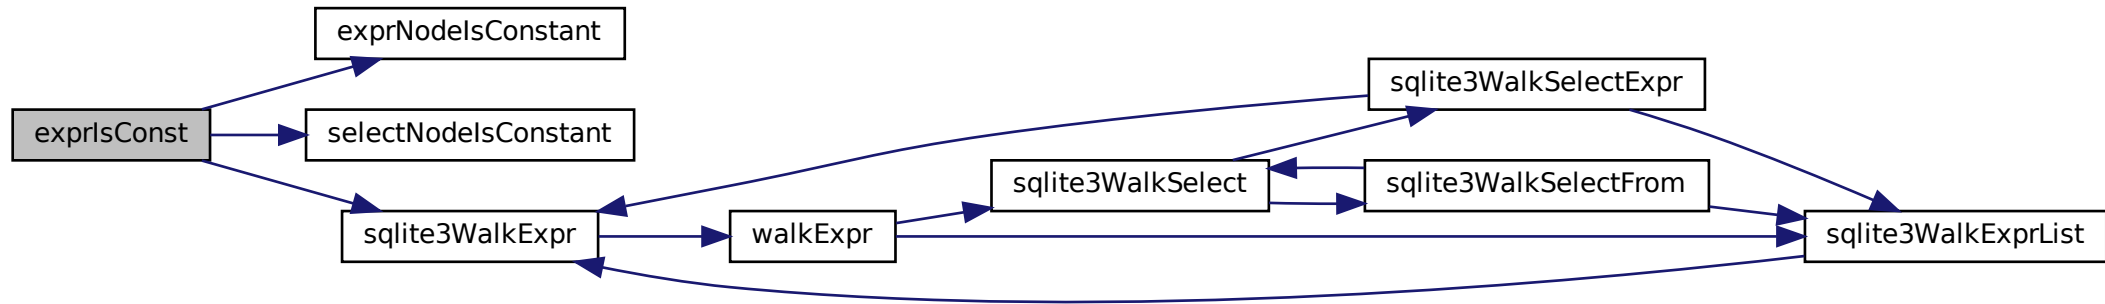 exprNodeIsConstant
exprIsConst
selectNodeIsConstant
sqlite3WalkExpr
walkExpr
sqlite3WalkSelect
sqlite3WalkSelectExpr
sqlite3WalkSelectFrom
sqlite3WalkExprList